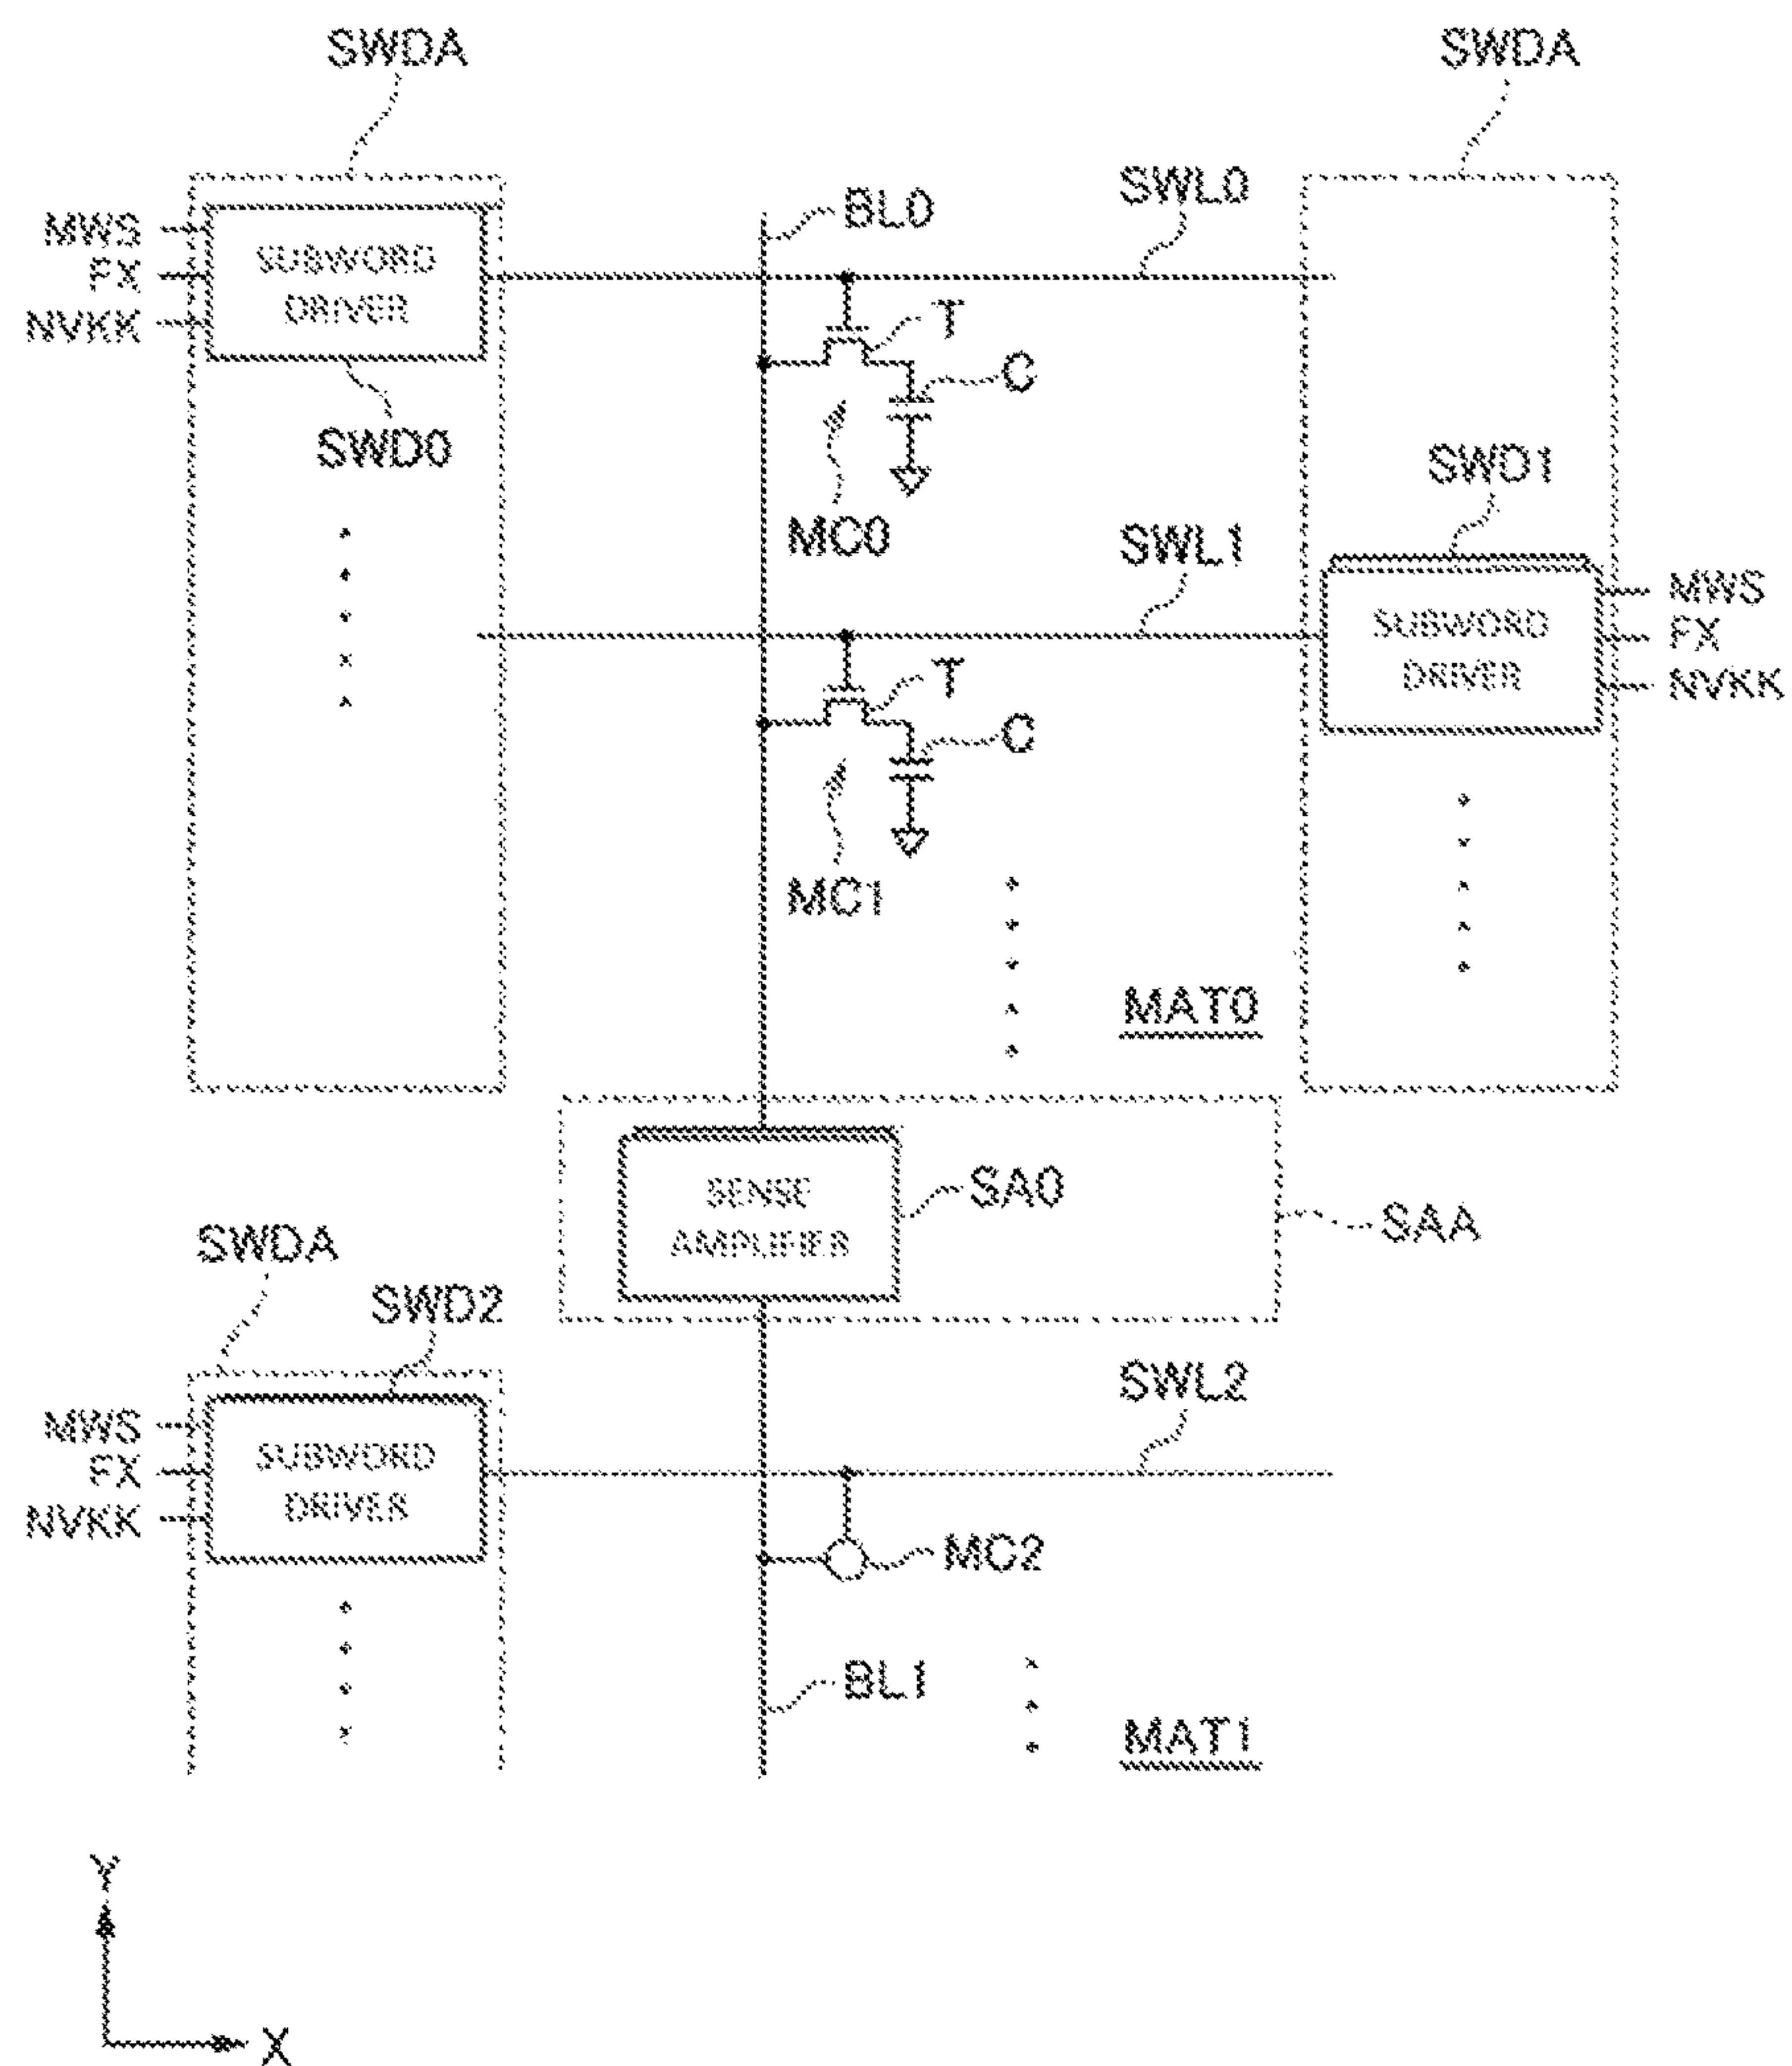 SWDA
SWDA
SWL0
BL0
MWS
FX
NVKK
SUBWORD
DRIVER
T
C
SWD0
SWD1
MC0
SWL1
MWS
FX
NVKK
SUBWORD
DRIVER
T
C
MC1
MAT0
SENSE
AMPLIFIER
SA0
SAA
SWDA
SWD2
SWL2
MWS
FX
NVKK
SUBWORD
DRIVER
MC2
BL1
MAT1
Y
X